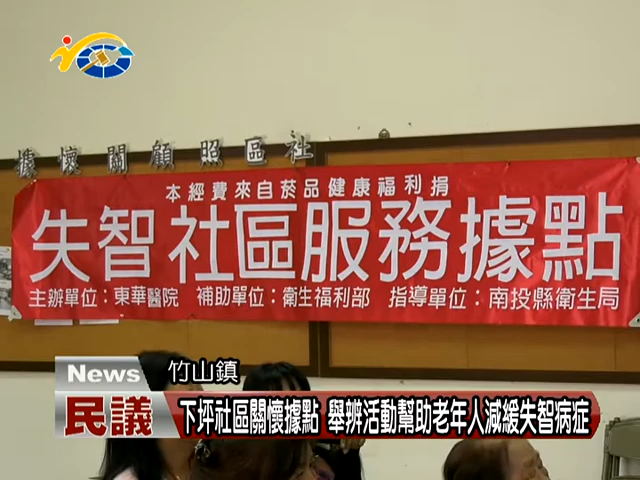 據懷關顧照區社
本經費來自菸品健康福利捐
失智社區服務據點
主辦單位：東華醫院 補助單位：衛生福利部 指導單位：南投縣衛生局
News 竹山鎮
民議 下坪社區關懷據點 舉辨活動幫助老年人減緩失智病症